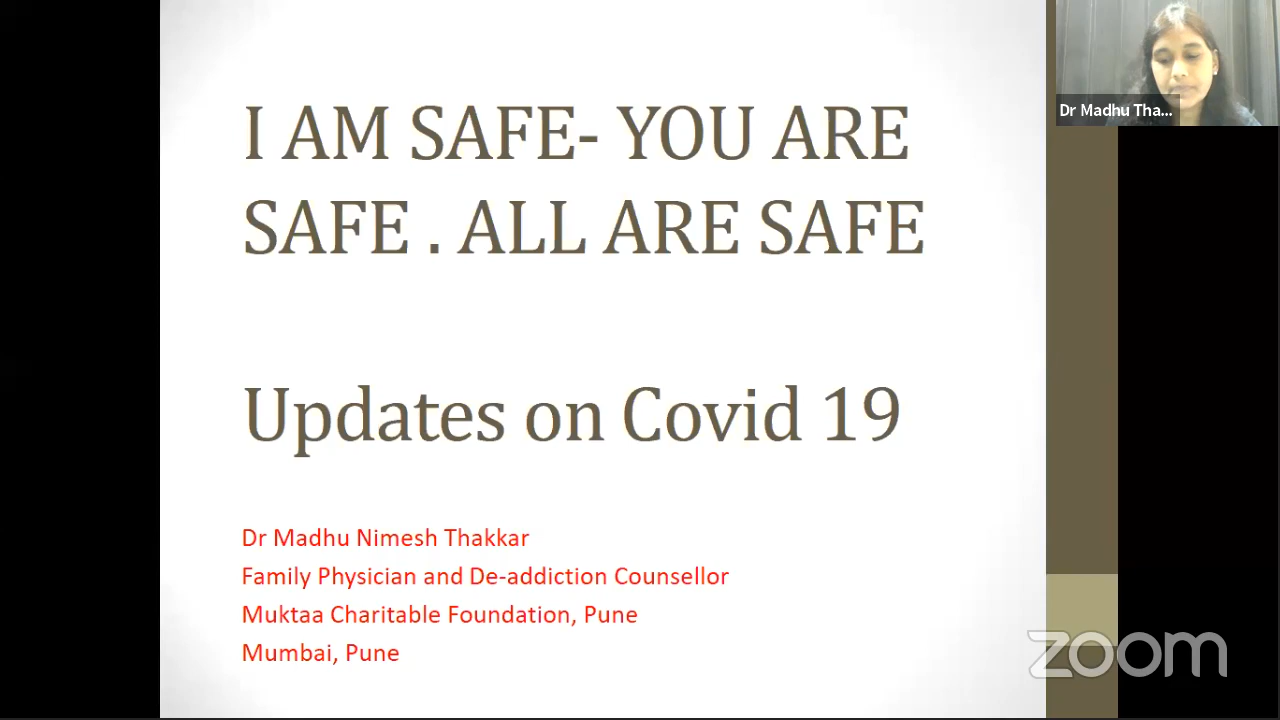 I AM SAFE- YOU ARE
SAFE . ALL ARE SAFE
Updates on Covid 19
Dr Madhu Nimesh Thakkar
Family Physician and De-addiction Counsellor
Muktaa Charitable Foundation, Pune
Mumbai, Pune
Dr Madhu Tha...
zoom